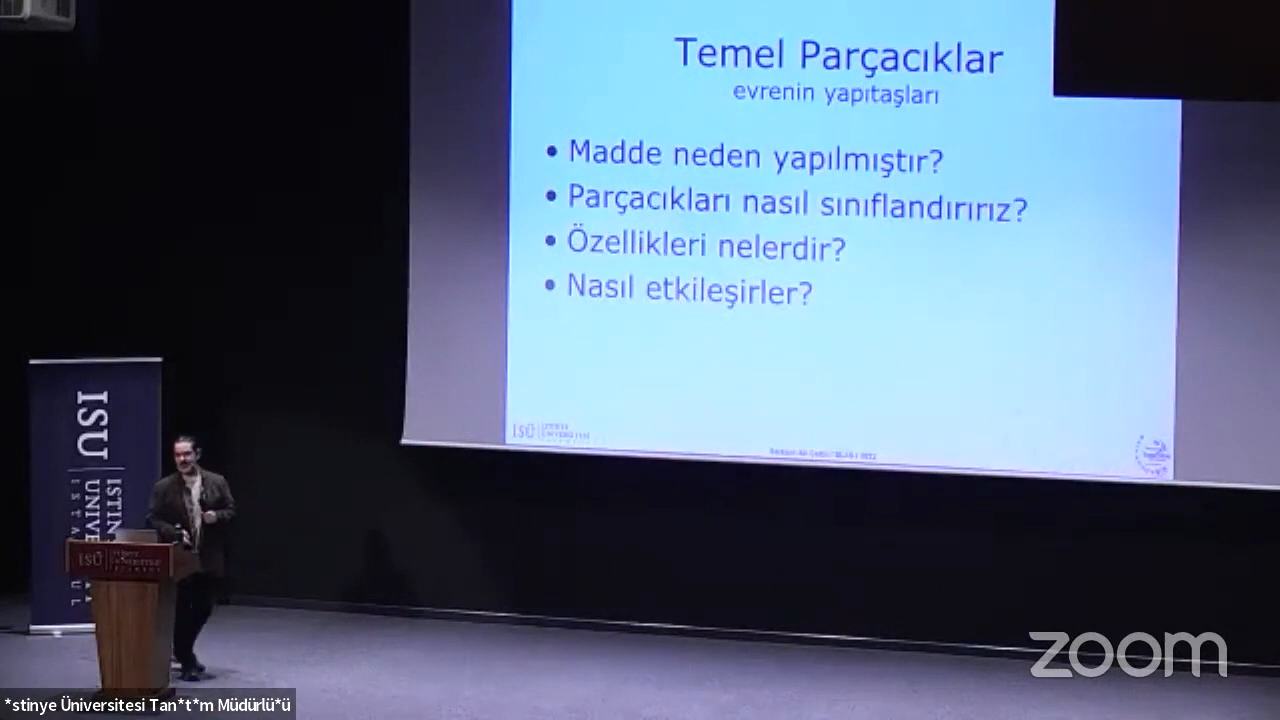 Temel Parçacıklar
evrenin yapıtaşları
• Madde neden yapılmıştır?
• Parçacıkları nasıl sınıflandırırız?
• Özellikleri nelerdir?
• Nasıl etkileşirler?
ISU
ISTIN
UNIVE
ISÜ
zoom
*stinye Üniversitesi Tan*t*m Müdürlü*ü